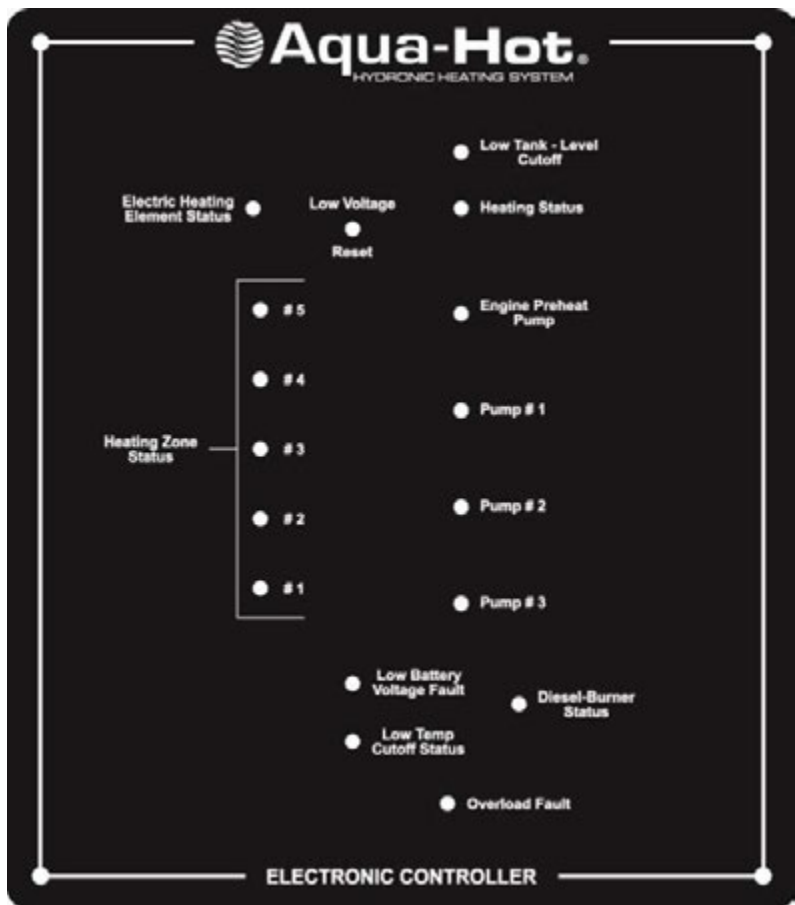 Aqua-Hot®
HYDRONIC HEATING SYSTEM
Low Tank - Level
Cutoff
Electric Heating
Element Status
Low Voltage
Reset
Heating Status
Heating Zone
Status
# 5
# 4
# 3
# 2
# 1
Engine Preheat
Pump
Pump # 1
Pump # 2
Pump # 3
Low Battery
Voltage Fault
Diesel-Burner
Status
Low Temp
Cutoff Status
Overload Fault
ELECTRONIC CONTROLLER